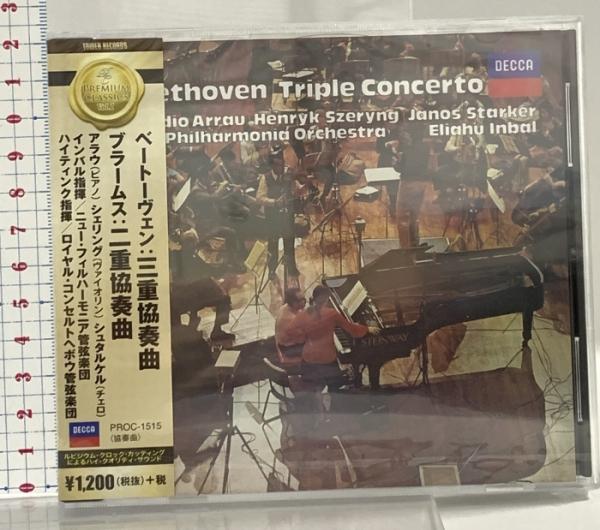 TOWER RECORDS
PREMIUM
CLASSICS
ベートーヴェン:三重協奏曲
ブラームス:二重協奏曲
アラウ(ピアノ) シェリング(ヴァイオリン) シュタルケル(チェロ)
インバル指揮/ニュー・フィルハーモニア管弦楽団
ハイティンク指揮/ロイヤル・コンセルトヘボウ管弦楽団
DECCA
PROC-1515
(協奏曲)
ルビジウム・クロック・カッティング
によるハイ・クオリティ・サウンド
¥1,200(税抜)+税
ethoven Triple Concerto
DECCA
dio Arrau Henryk Szeryng Janos Starker
Philharmonia Orchestra Eliahu Inbal
STEINWAY